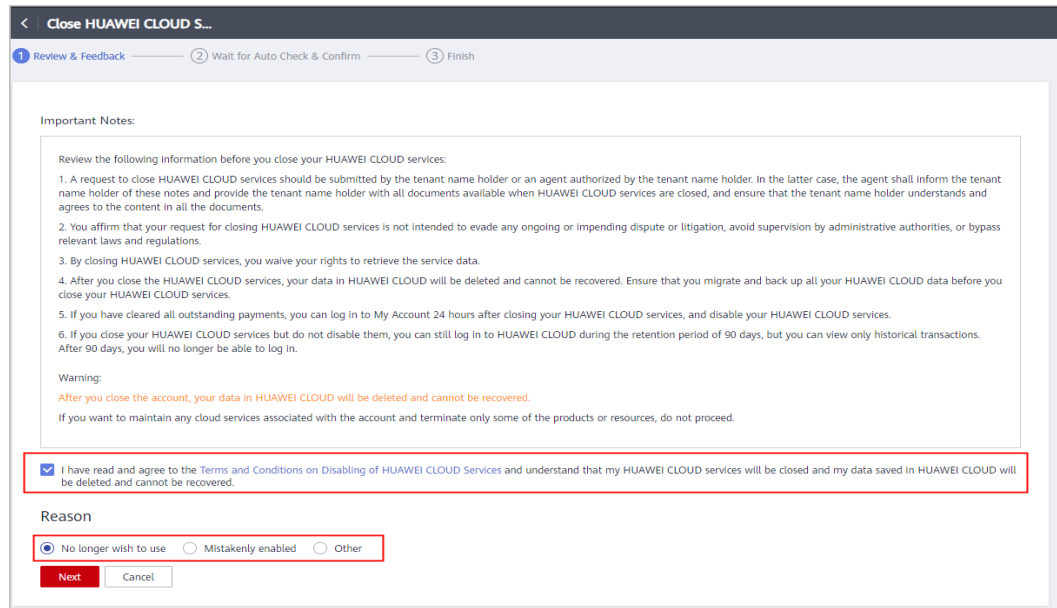 Close HUAWEI CLOUD S...
1 Review & Feedback 2 Wait for Auto Check & Confirm 3 Finish
Important Notes:
Review the following information before you close your HUAWEI CLOUD services:
1. A request to close HUAWEI CLOUD services should be submitted by the tenant name holder or an agent authorized by the tenant name holder. In the latter case, the agent shall inform the tenant
name holder of these notes and provide the tenant name holder with all documents available when HUAWEI CLOUD services are closed, and ensure that the tenant name holder understands and
agrees to the content in all the documents.
2. You affirm that your request for closing HUAWEI CLOUD services is not intended to evade any ongoing or impending dispute or litigation, avoid supervision by administrative authorities, or bypass
relevant laws and regulations.
3. By closing HUAWEI CLOUD services, you waive your rights to retrieve the service data.
4. After you close the HUAWEI CLOUD services, your data in HUAWEI CLOUD will be deleted and cannot be recovered. Ensure that you migrate and back up all your HUAWEI CLOUD data before you
close your HUAWEI CLOUD services.
5. If you have cleared all outstanding payments, you can log in to My Account 24 hours after closing your HUAWEI CLOUD services, and disable your HUAWEI CLOUD services.
6. If you close your HUAWEI CLOUD services but do not disable them, you can still log in to HUAWEI CLOUD during the retention period of 90 days, but you can view only historical transactions.
After 90 days, you will no longer be able to log in.
Warning:
After you close the account, your data in HUAWEI CLOUD will be deleted and cannot be recovered.
If you want to maintain any cloud services associated with the account and terminate only some of the products or resources, do not proceed.
I have read and agree to the Terms and Conditions on Disabling of HUAWEI CLOUD Services and understand that my HUAWEI CLOUD services will be closed and my data saved in HUAWEI CLOUD will
be deleted and cannot be recovered.
Reason
No longer wish to use Mistakenly enabled Other
Next Cancel